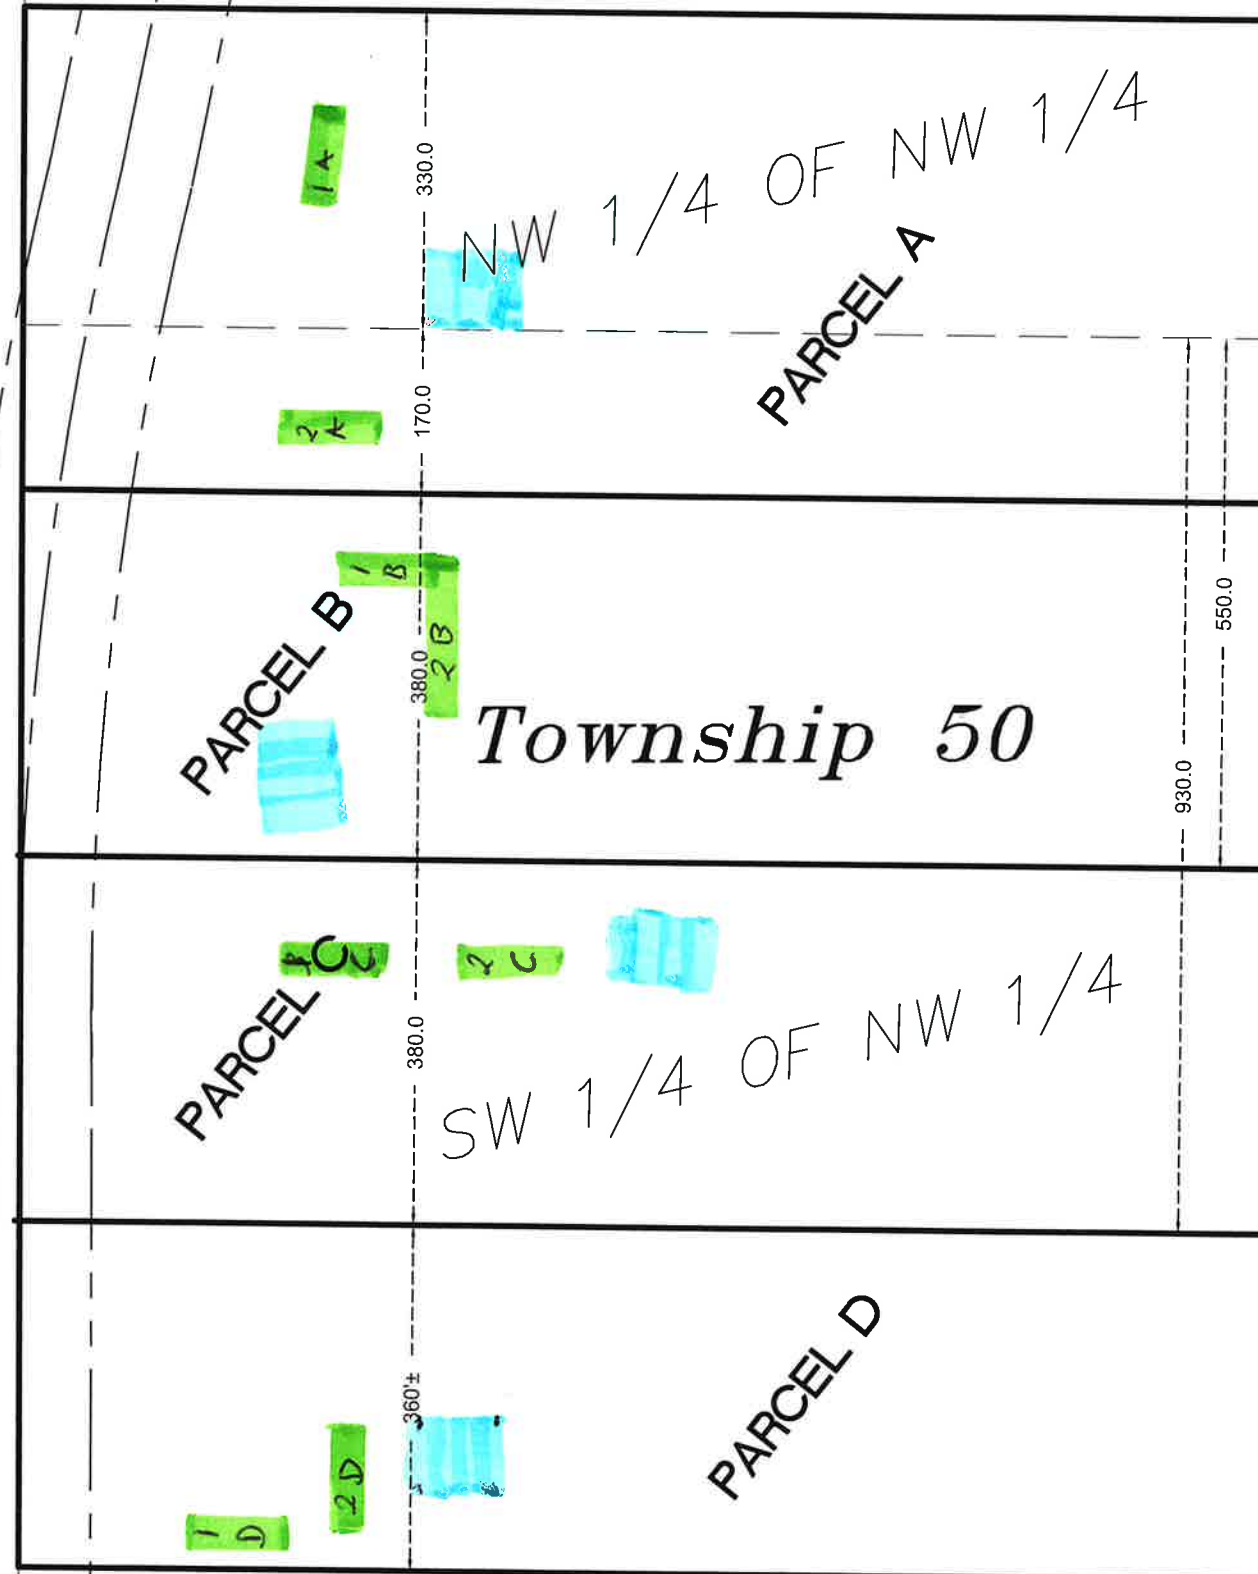 1A
330.0
NW 1/4 OF NW 1/4
PARCEL A
170.0
2A
1B
PARCEL B
380.0
2B
550.0
Township 50
930.0
PARCEL C
2C
380.0
SW 1/4 OF NW 1/4
PARCEL D
360'±
2D
1D